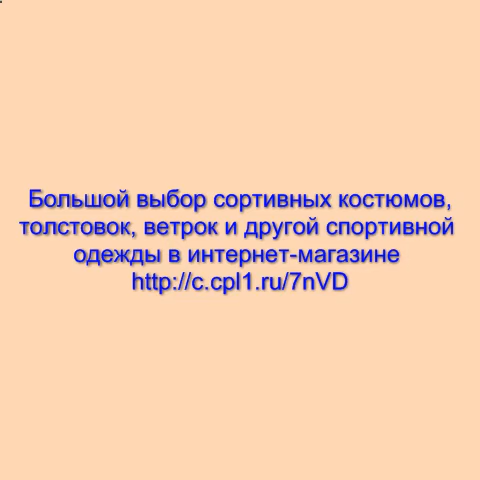 Большой выбор сортивных костюмов,
толстовок, ветрок и другой спортивной
одежды в интернет-магазине
http://c.cpl1.ru/7nVD